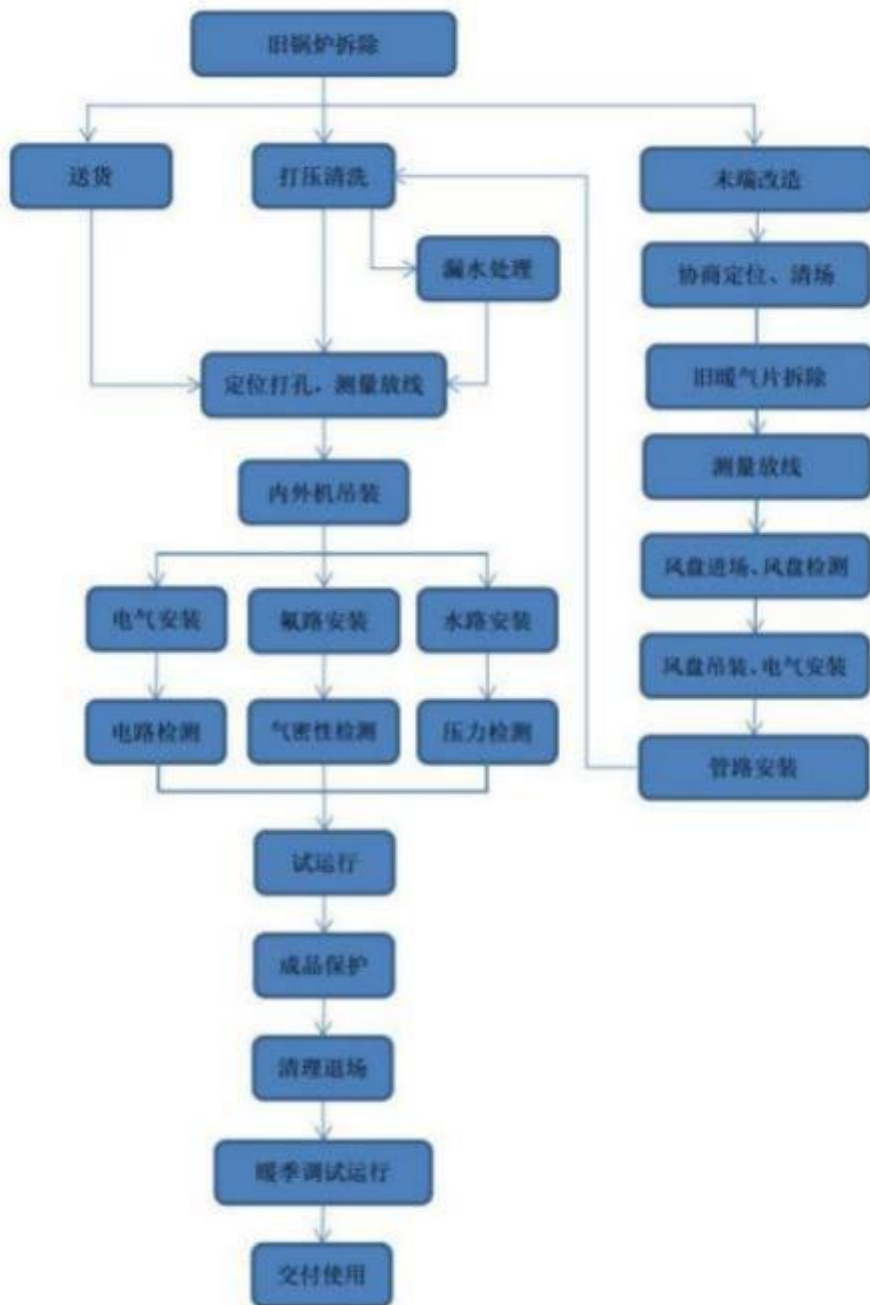 旧锅炉拆除
送货
打压清洗
末端改造
漏水处理
协商定位、清场
定位打孔，测量放线
旧暖气片拆除
内外机吊装
测量放线
风盘进场、风盘检测
电气安装
氟路安装
水路安装
风盘吊装、电气安装
电路检测
气密性检测
压力检测
管路安装
试运行
成品保护
清理退场
暖季调试运行
交付使用